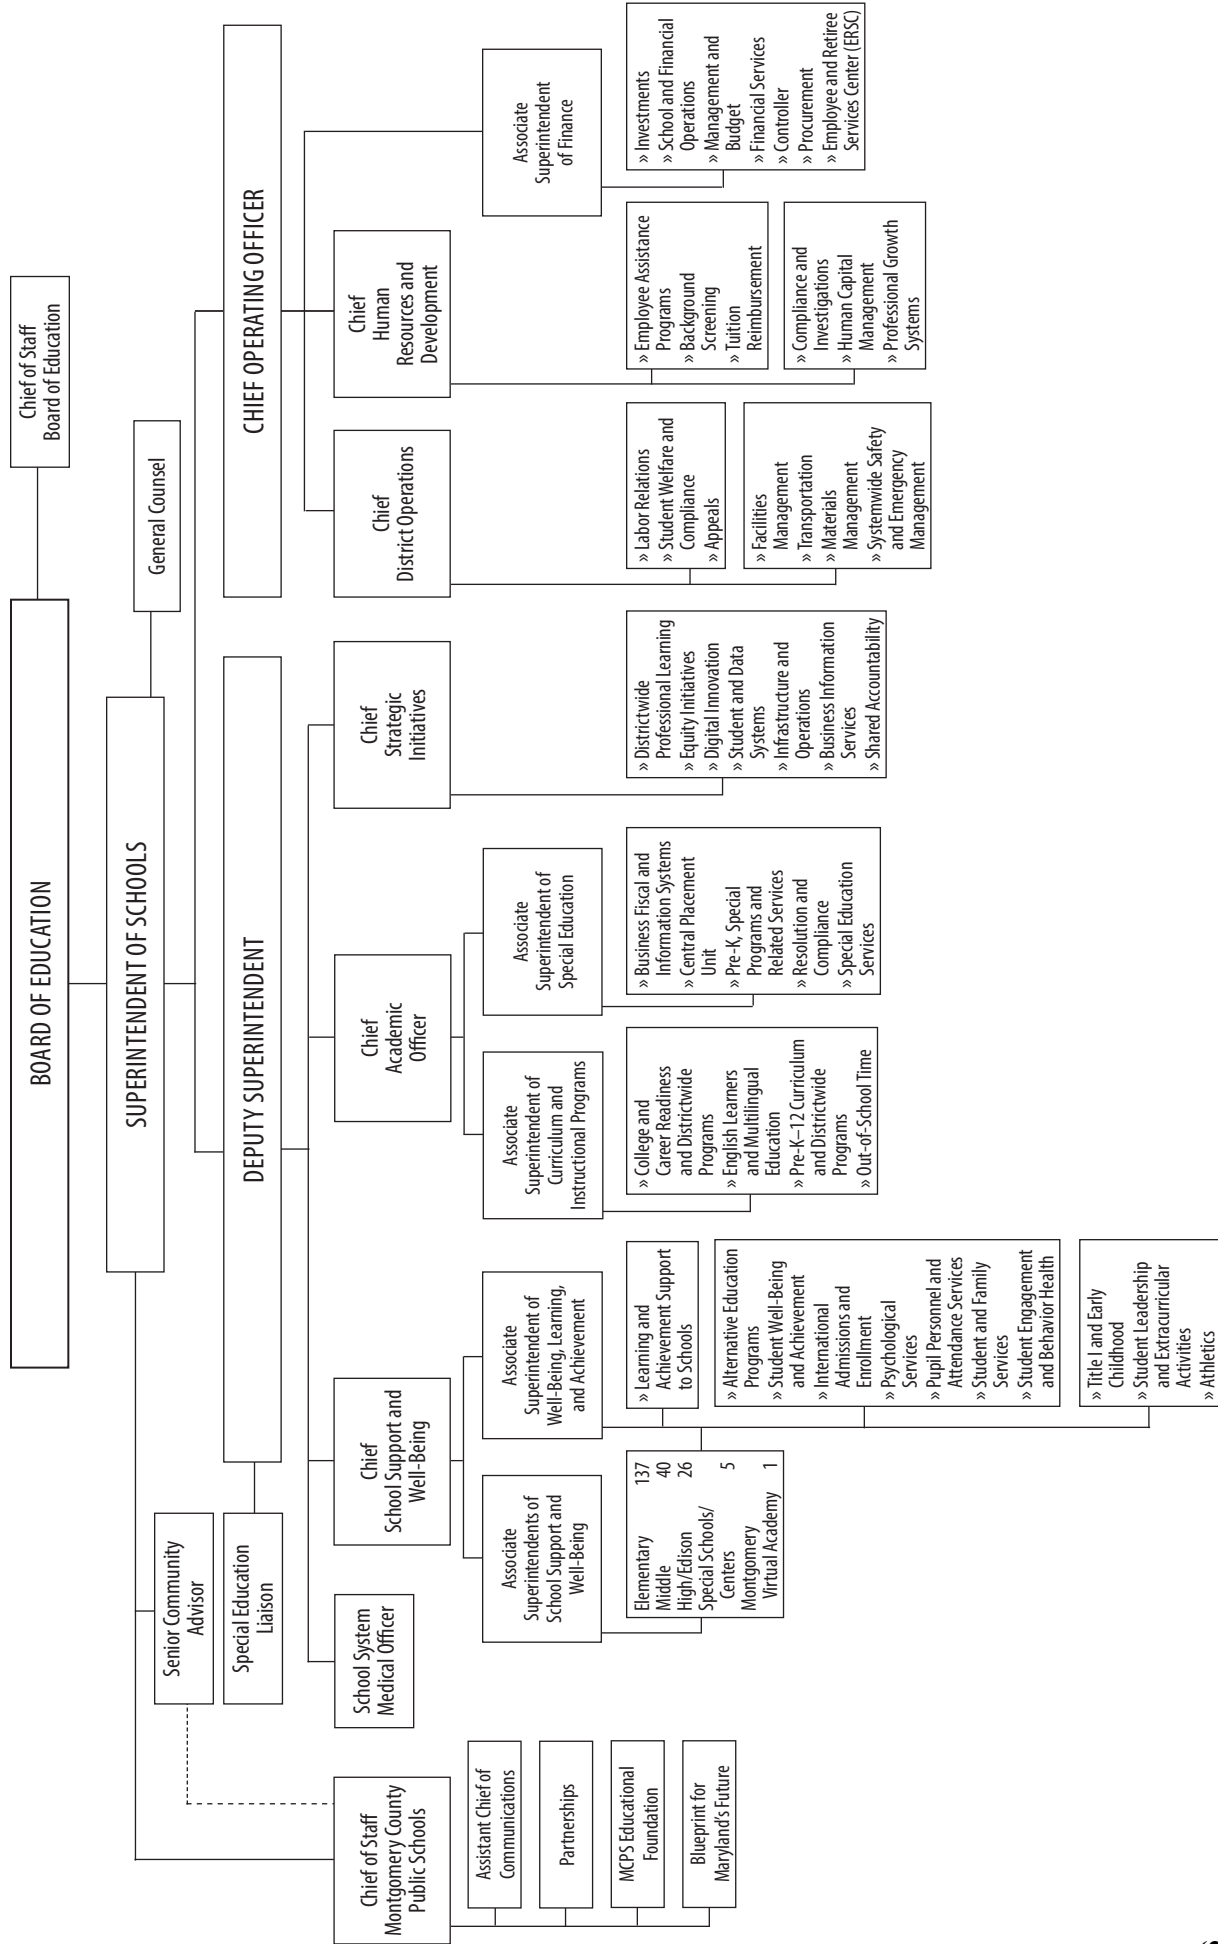 BOARD OF EDUCATION
Chief of Staff
Board of Education
SUPERINTENDENT OF SCHOOLS
General Counsel
Senior Community
Advisor
Special Education
Liaison
DEPUTY SUPERINTENDENT
CHIEF OPERATING OFFICER
Chief of Staff
Montgomery County
Public Schools
Assistant Chief of
Communications
Partnerships
MCPS Educational
Foundation
Blueprint for
Maryland's Future
School System
Medical Officer
Chief
School Support and
Well-Being
Associate
Superintendents of
School Support and
Well-Being
Elementary 137
Middle 40
High/Edison 26
Special Schools/
Centers 5
Montgomery
Virtual Academy 1
Associate
Superintendent of
Well-Being, Learning,
and Achievement
» Learning and
Achievement Support
to Schools
» Alternative Education
Programs
» Student Well-Being
and Achievement
» International
Admissions and
Enrollment
» Psychological
Services
» Pupil Personnel and
Attendance Services
» Student and Family
Services
» Student Engagement
and Behavior Health
» Title I and Early
Childhood
» Student Leadership
and Extracurricular
Activities
» Athletics
Chief
Academic
Officer
Associate
Superintendent of
Curriculum and
Instructional Programs
» College and
Career Readiness
and Districtwide
Programs
» English Learners
and Multilingual
Education
» Pre-K–12 Curriculum
and Districtwide
Programs
» Out-of-School Time
Associate
Superintendent of
Special Education
» Business Fiscal and
Information Systems
» Central Placement
Unit
» Pre-K, Special
Programs and
Related Services
» Resolution and
Compliance
» Special Education
Services
Chief
Strategic
Initiatives
» Districtwide
Professional Learning
» Equity Initiatives
» Digital Innovation
» Student and Data
Systems
» Infrastructure and
Operations
» Business Information
Services
» Shared Accountability
Chief
District Operations
» Labor Relations
» Student Welfare and
Compliance
» Appeals
» Facilities
Management
» Transportation
» Materials
Management
» Systemwide Safety
and Emergency
Management
Chief
Human
Resources and
Development
» Employee Assistance
Programs
» Background
Screening
» Tuition
Reimbursement
» Compliance and
Investigations
» Human Capital
Management
» Professional Growth
Systems
Associate
Superintendent
of Finance
» Investments
» School and Financial
Operations
» Management and
Budget
» Financial Services
» Controller
» Procurement
» Employee and Retiree
Services Center (ERSC)